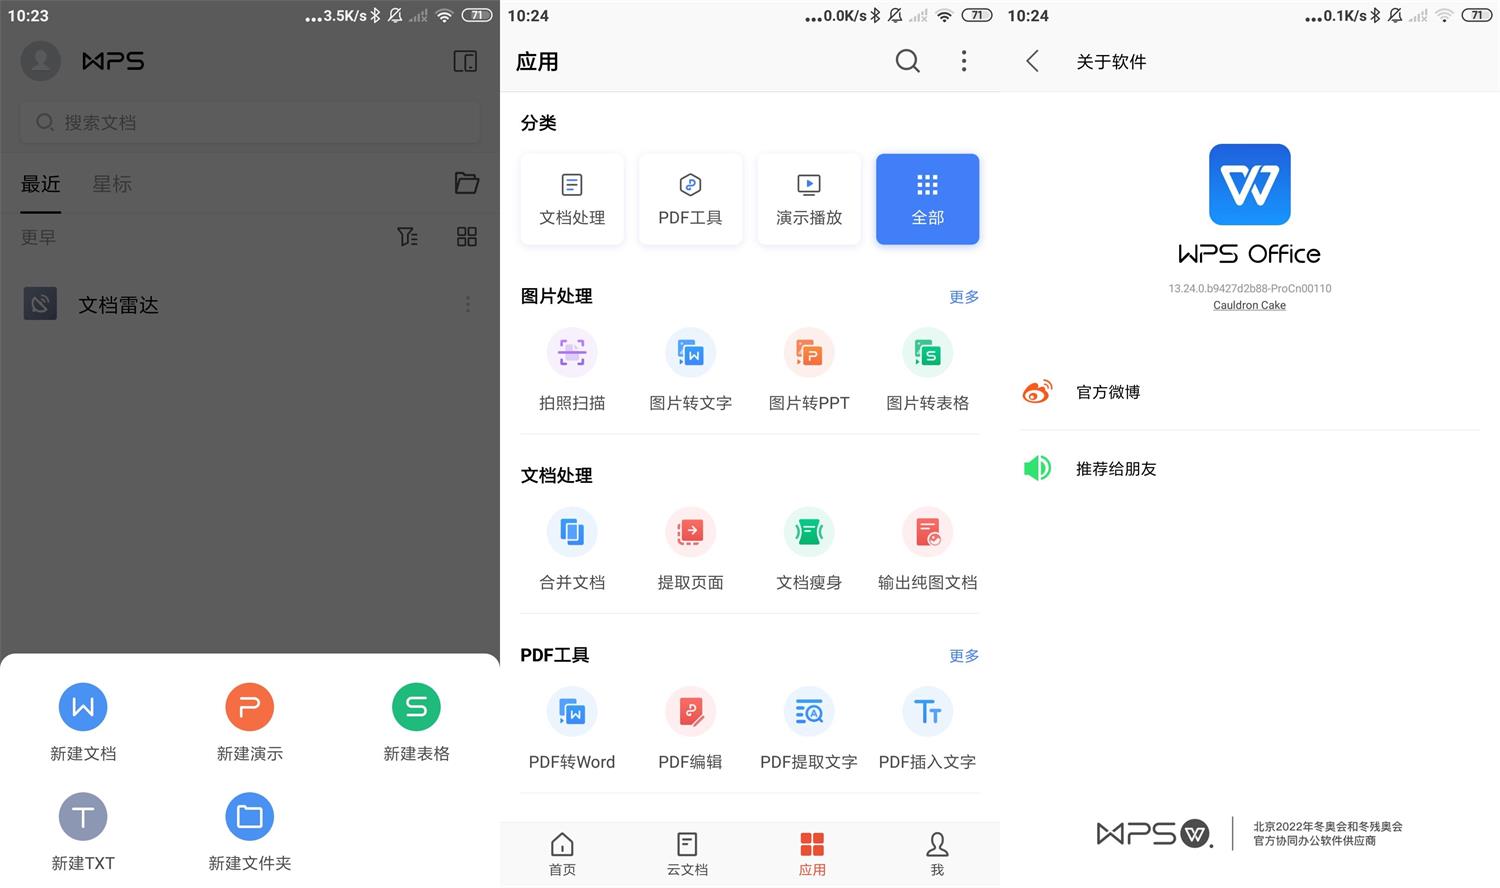 10:23
...3.5K/s
71
WPS
搜索文档
最近
星标
更早
文档雷达
W
P
S
新建文档
新建演示
新建表格
T
新建TXT
新建文件夹
10:24
...0.0K/s
71
应用
分类
文档处理
PDF工具
演示播放
全部
图片处理
更多
拍照扫描
图片转文字
图片转PPT
图片转表格
文档处理
合并文档
提取页面
文档瘦身
输出纯图文档
PDF工具
更多
PDF转Word
PDF编辑
PDF提取文字
PDF插入文字
首页
云文档
应用
我
10:24
...0.1K/s
71
关于软件
WPS Office
13.24.0.b9427d2b88-ProCn00110
Cauldron Cake
官方微博
推荐给朋友
WPS
北京2022年冬奥会和冬残奥会
官方协同办公软件供应商